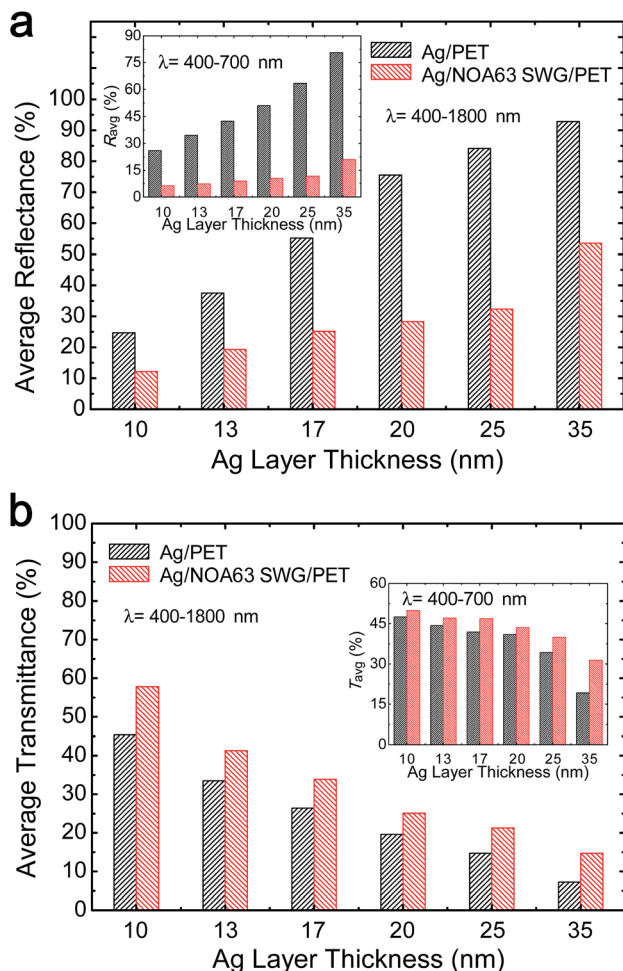 a
Average Reflectance (%)
100
90
80
70
60
50
40
30
20
10
0
Ag/PET
Ag/NOA63 SWG/PET
λ= 400-1800 nm
λ= 400-700 nm
Ravg (%)
90
75
60
45
30
15
0
10 13 17 20 25 35
Ag Layer Thickness (nm)
10 13 17 20 25 35
Ag Layer Thickness (nm)
b
Average Transmittance (%)
100
90
80
70
60
50
40
30
20
10
0
Ag/PET
Ag/NOA63 SWG/PET
λ= 400-1800 nm
λ= 400-700 nm
Tavg (%)
60
45
30
15
0
10 13 17 20 25 35
Ag Layer Thickness (nm)
10 13 17 20 25 35
Ag Layer Thickness (nm)